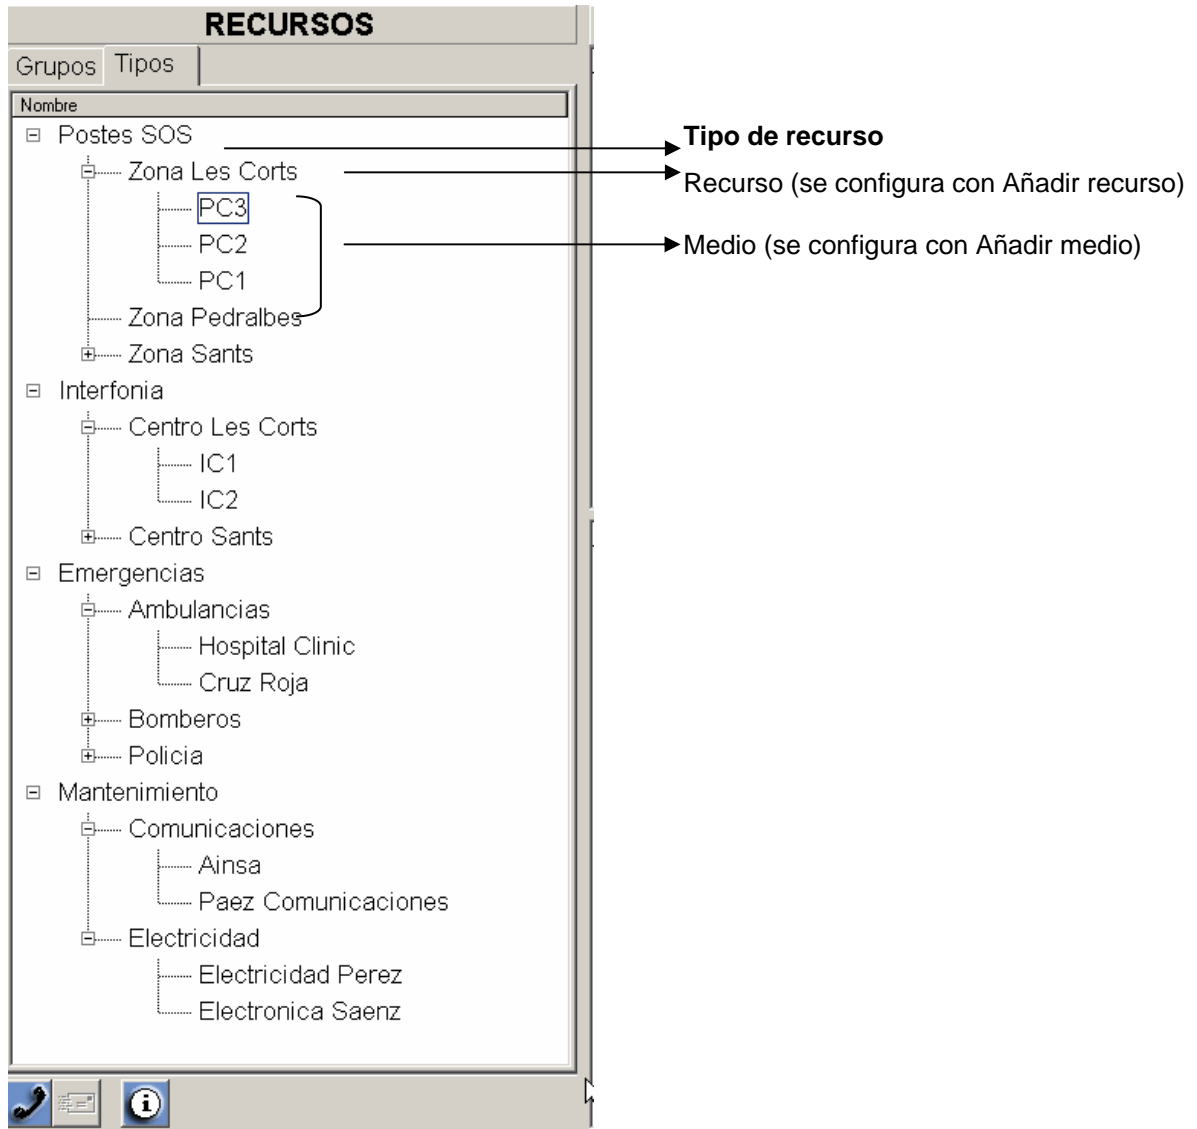 RECURSOS
Grupos Tipos
Nombre
Postes SOS
Tipo de recurso
Zona Les Corts
Recurso (se configura con Añadir recurso)
PC3
PC2
Medio (se configura con Añadir medio)
PC1
Zona Pedralbes
Zona Sants
Interfonia
Centro Les Corts
IC1
IC2
Centro Sants
Emergencias
Ambulancias
Hospital Clinic
Cruz Roja
Bomberos
Policia
Mantenimiento
Comunicaciones
Ainsa
Paez Comunicaciones
Electricidad
Electricidad Perez
Electronica Saenz